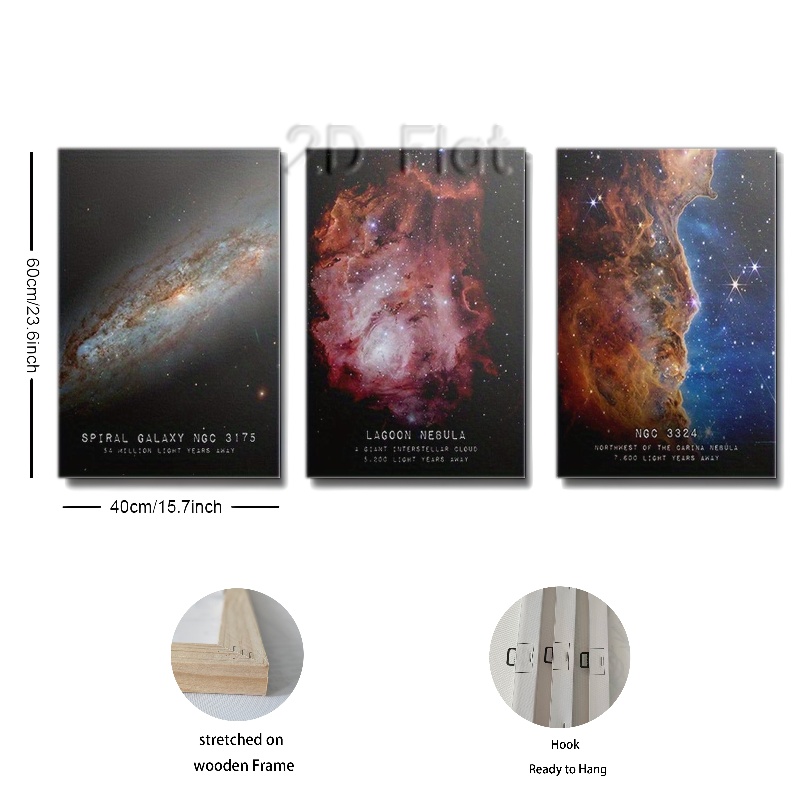 2D Flat
60cm/23.6inch
SPIRAL GALAXY NGC 3175
54 MILLION LIGHT YEARS AWAY
LAGOON NEBULA
A GIANT INTERSTELLAR CLOUD
5,200 LIGHT YEARS AWAY
NGC 3324
NORTHWEST OF THE CARINA NEBULA
7,600 LIGHT YEARS AWAY
40cm/15.7inch
stretched on
wooden Frame
Hook
Ready to Hang